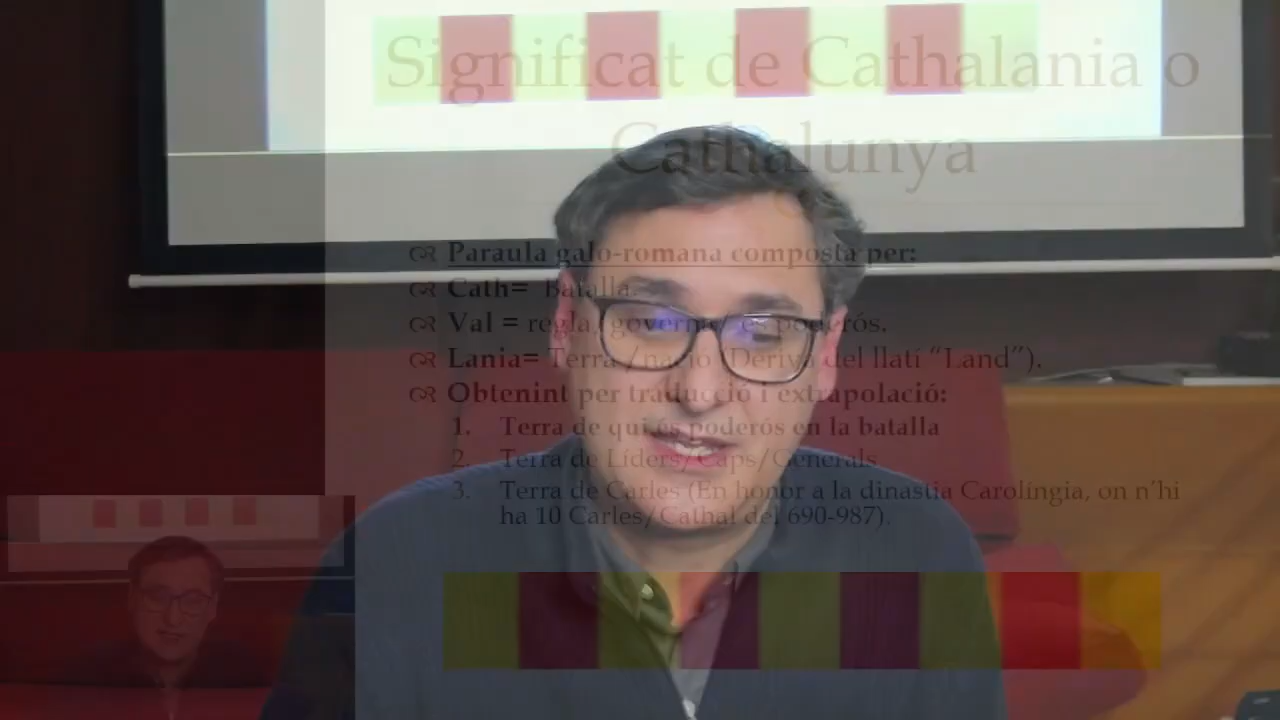 Significat de Cathalania o
Cathalunya
Paraula galo-romana composta per:
Cath= Batalla.
Val = regla, governar, és poderós.
Lania= Terra /nació (Deriva del llatí “Land”).
Obtenint per traducció i extrapolació:
1. Terra de qui és poderós en la batalla
2. Terra de Líders/Caps/Generals
3. Terra de Carles (En honor a la dinastia Carolíngia, on n’hi
ha 10 Carles/Cathal del 690-987).